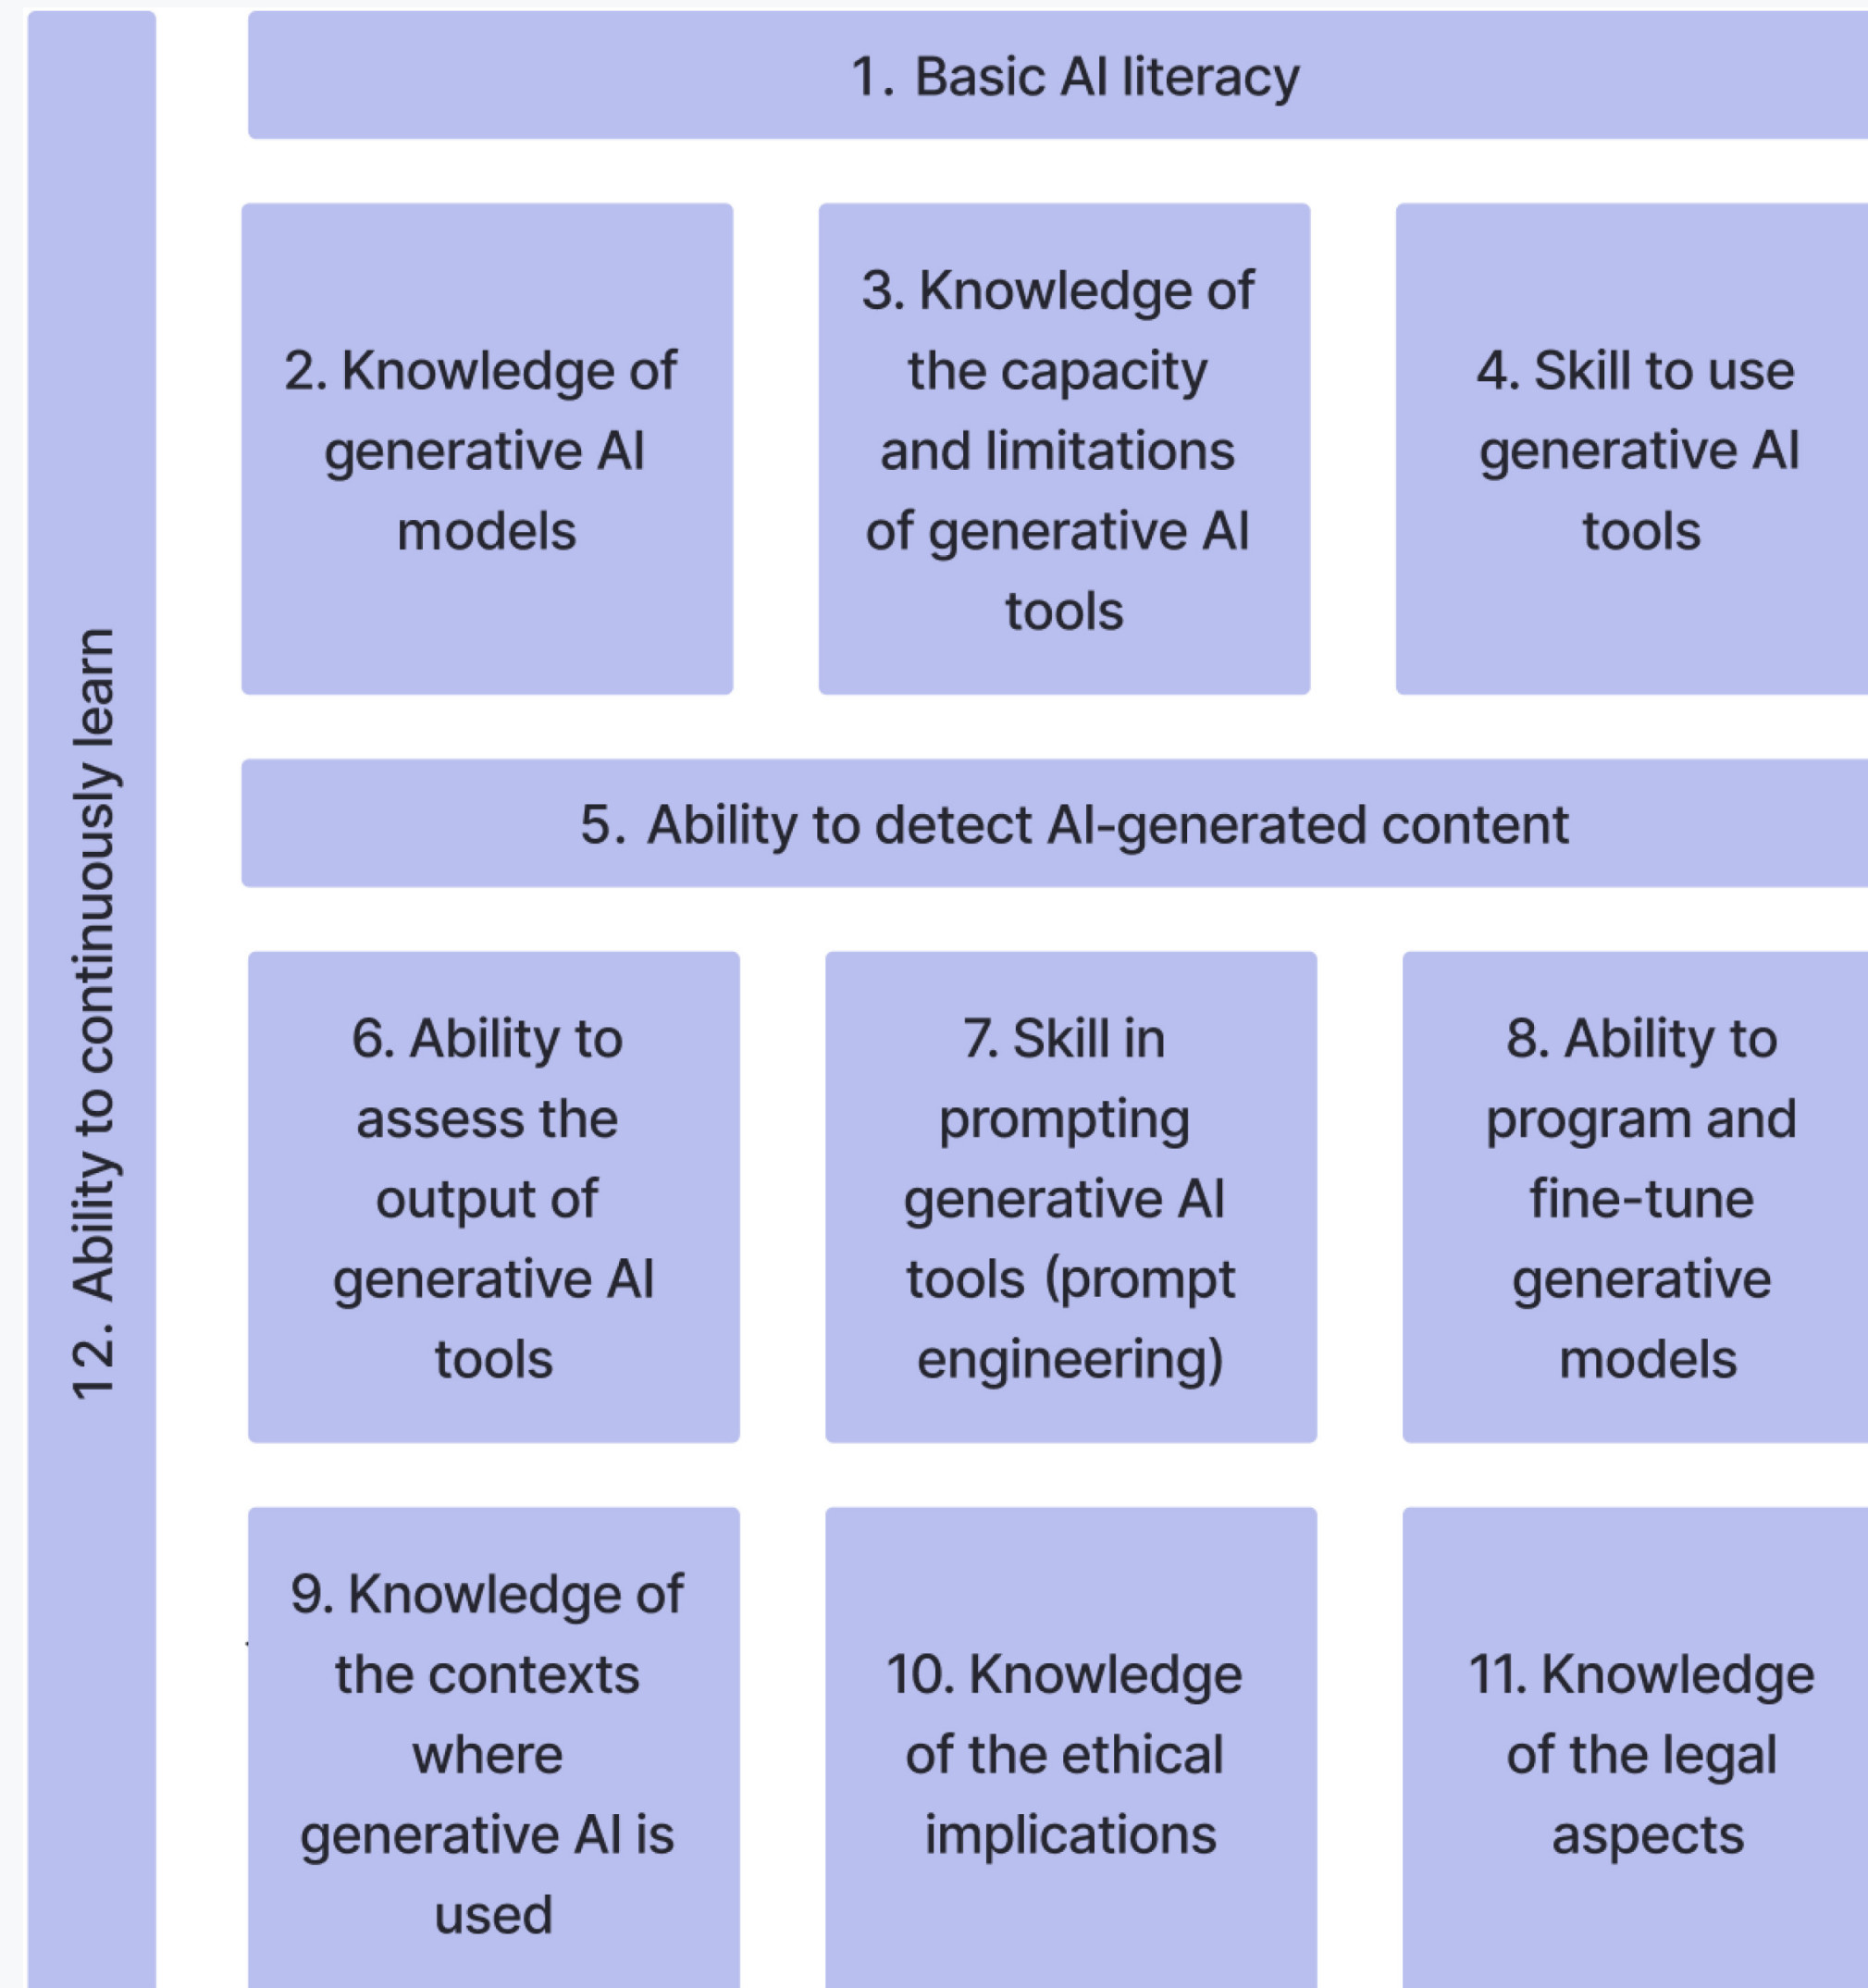 1. Basic AI literacy
2. Knowledge of
generative AI
models
3. Knowledge of
the capacity
and limitations
of generative AI
tools
4. Skill to use
generative AI
tools
5. Ability to detect AI-generated content
6. Ability to
assess the
output of
generative AI
tools
7. Skill in
prompting
generative AI
tools (prompt
engineering)
8. Ability to
program and
fine-tune
generative
models
9. Knowledge of
the contexts
where
generative AI is
used
10. Knowledge
of the ethical
implications
11. Knowledge
of the legal
aspects
12. Ability to continuously learn